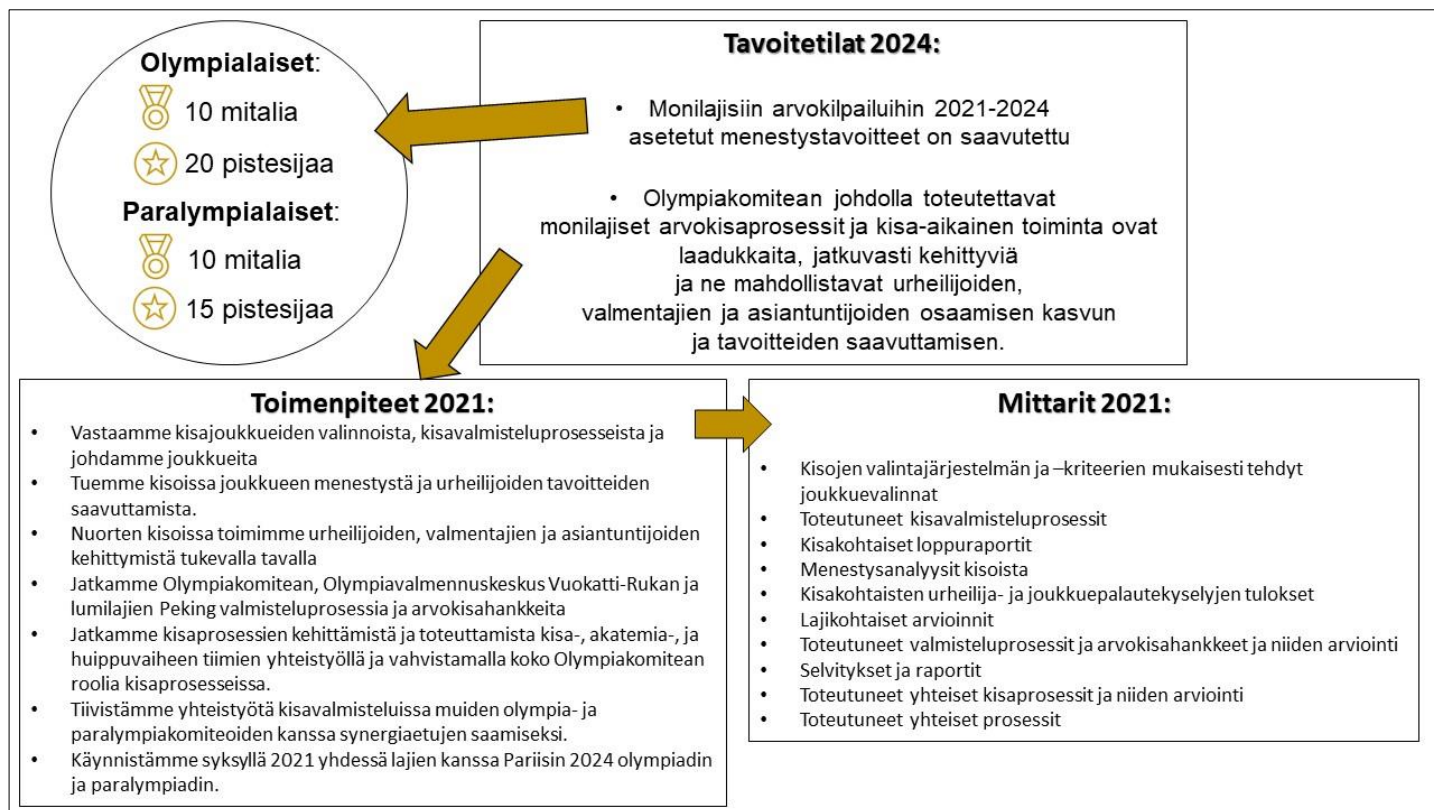 Olympialaiset:
10 mitalia
20 pistesijaa
Paralympialaiset:
10 mitalia
15 pistesijaa
Tavoitetilat 2024:
• Monilajisiin arvokilpailuihin 2021-2024
asetetut menestystavoitteet on saavutettu
• Olympiakomitean johdolla toteutettavat
monilajiset arvokisaprosessit ja kisa-aikainen toiminta ovat
laadukkaita, jatkuvasti kehittyviä
ja ne mahdollistavat urheilijoiden,
valmentajien ja asiantuntijoiden osaamisen kasvun
ja tavoitteiden saavuttamisen.
Toimenpiteet 2021:
• Vastaamme kisajoukkueiden valinnoista, kisavalmisteluprosesseista ja
johdamme joukkueita
• Tuemme kisoissa joukkueen menestystä ja urheilijoiden tavoitteiden
saavuttamista.
• Nuorten kisoissa toimimme urheilijoiden, valmentajien ja asiantuntijoiden
kehittymistä tukevalla tavalla
• Jatkamme Olympiakomitean, Olympiavalmennuskeskus Vuokatti-Rukan ja
lumilajien Peking valmisteluprosessia ja arvokisahankkeita
• Jatkamme kisaprosessien kehittämistä ja toteuttamista kisa-, akatemia-, ja
huippuvaiheen tiimien yhteistyöllä ja vahvistamalla koko Olympiakomitean
roolia kisaprosesseissa.
• Tiivistämme yhteistyötä kisavalmisteluissa muiden olympia- ja
paralympiakomiteoiden kanssa synergiaetujen saamiseksi.
• Käynnistämme syksyllä 2021 yhdessä lajien kanssa Pariisin 2024 olympiadin
ja paralympiadin.
Mittarit 2021:
• Kisojen valintajärjestelmän ja –kriteerien mukaisesti tehdyt
joukkuevalinnat
• Toteutuneet kisavalmisteluprosessit
• Kisakohtaiset loppuraportit
• Menestysanalyysit kisoista
• Kisakohtaisten urheilija- ja joukkuepalautekyselyjen tulokset
• Lajikohtaiset arvioinnit
• Toteutuneet valmisteluprosessit ja arvokisahankkeet ja niiden arviointi
• Selvitykset ja raportit
• Toteutuneet yhteiset kisaprosessit ja niiden arviointi
• Toteutuneet yhteiset prosessit